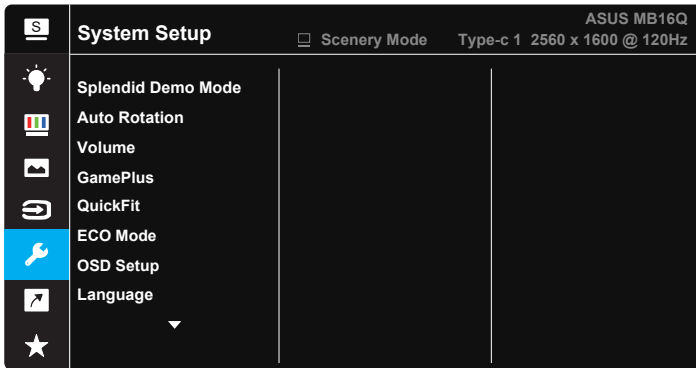 S
System Setup
ASUS MB16Q
Scenery Mode Type-c 1 2560 x 1600 @ 120Hz
Splendid Demo Mode
Auto Rotation
Volume
GamePlus
QuickFit
ECO Mode
OSD Setup
Language